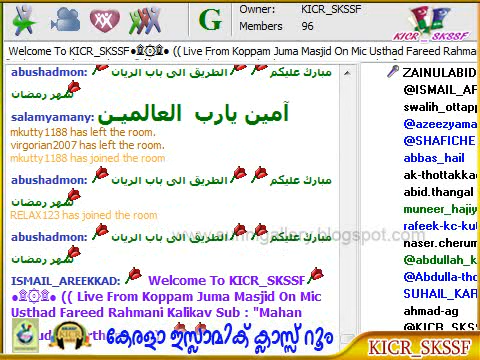 Owner: KICR_SKSSF
Members 96
G
KICR_SKSSF
Welcome To KICR_SKSSF●۩۞۩● (( Live From Koppam Juma Masjid On Mic Usthad Fareed Rahma
abushadmon: مبارك عليكم الطريق الى باب الريان
شهر رمضان
salamyamany: آمين يارب العالميـن
mkutty1188 has left the room.
virgorian2007 has left the room.
mkutty1188 has joined the room
abushadmon: مبارك عليكم الطريق الى باب الريان
شهر رمضان
RELAX123 has joined the room
abushadmon: مبارك عليكم الطريق الى باب الريان
شهر رمضان
ISMAIL_AREEKKAD: Welcome To KICR_SKSSF
●۩۞۩● (( Live From Koppam Juma Masjid On Mic
Usthad Fareed Rahmani Kalikav Sub : "Mahan
കേരളാ ഇസ്ലാമിക് ക്ലാസ്സ് റൂം
ZAINULABID
@ISMAIL_AR
swalih_ottap
@azeezyama
@SHAFICHE
abbas_hail
ak-thottakka
abid.thangal
muneer_hajiy
rafeek-kc-kul
naser.cherum
@abdullah_k
@Abdulla-tho
SUHAIL_KAR
ahmad-ag
@KICR_SKSS
KICR_SKSSF